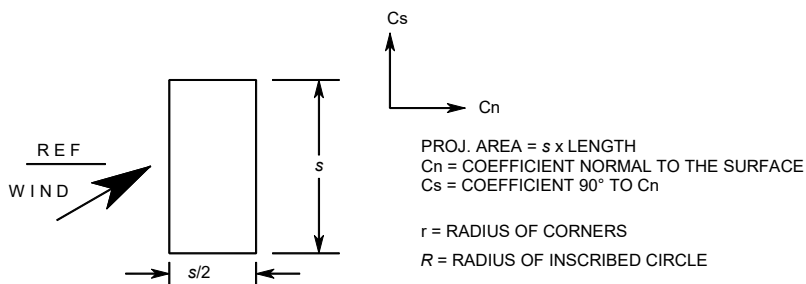 Cs
Cn
REF
WIND
s
s/2
PROJ. AREA = s x LENGTH
Cn = COEFFICIENT NORMAL TO THE SURFACE
Cs = COEFFICIENT 90° TO Cn
r = RADIUS OF CORNERS
R = RADIUS OF INSCRIBED CIRCLE